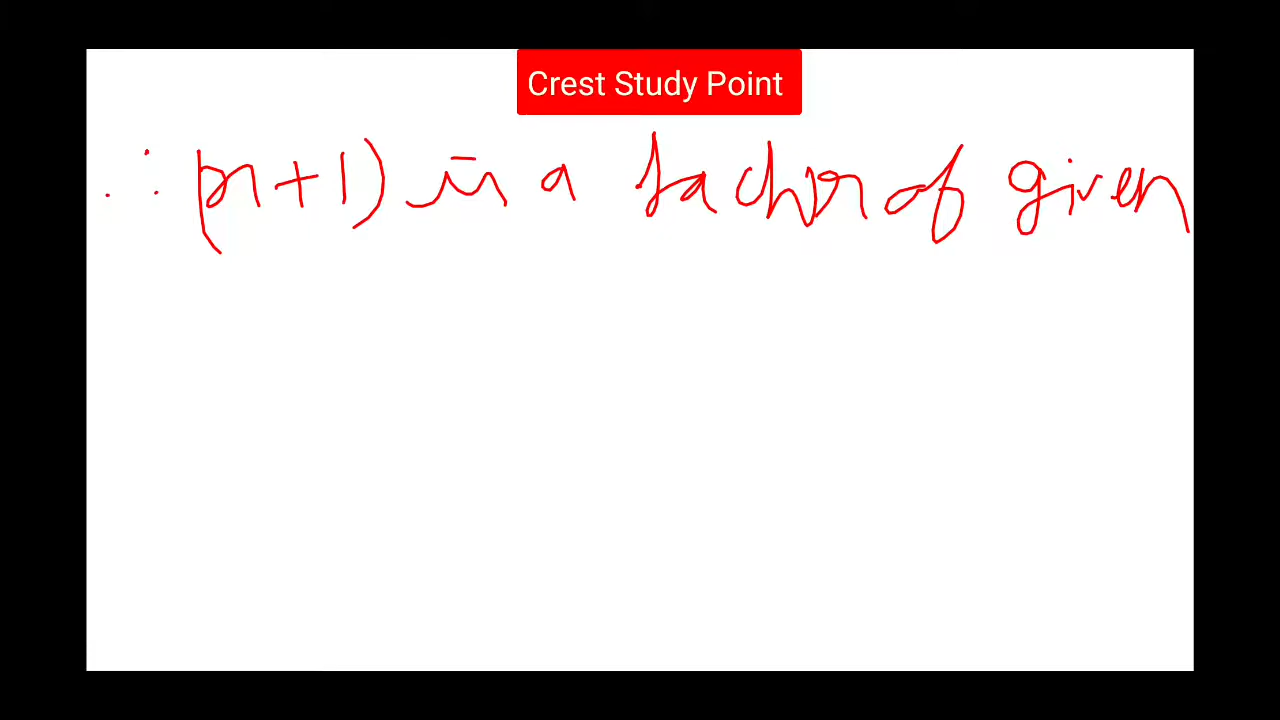 Crest Study Point
∴ (x+1) is a factor of given